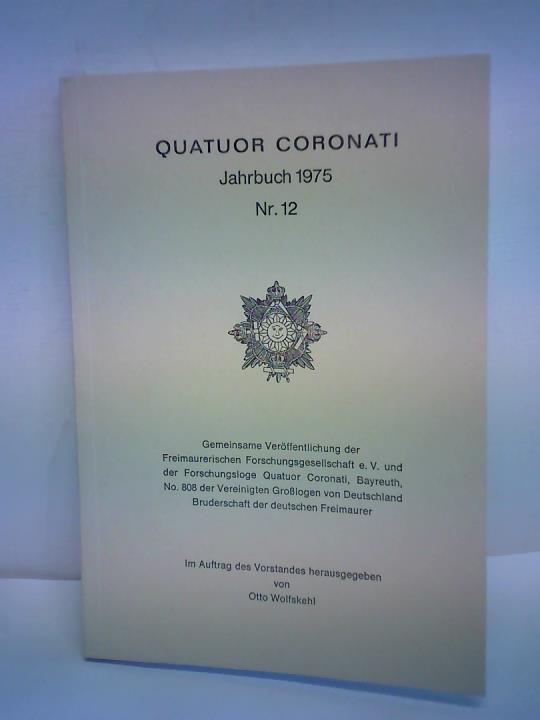 QUATUOR CORONATI
Jahrbuch 1975
Nr. 12
Gemeinsame Veröffentlichung der
Freimaurerischen Forschungsgesellschaft e. V. und
der Forschungsloge Quatuor Coronati, Bayreuth,
No. 808 der Vereinigten Großlogen von Deutschland
Bruderschaft der deutschen Freimaurer
Im Auftrag des Vorstandes herausgegeben
von
Otto Wolfskehl